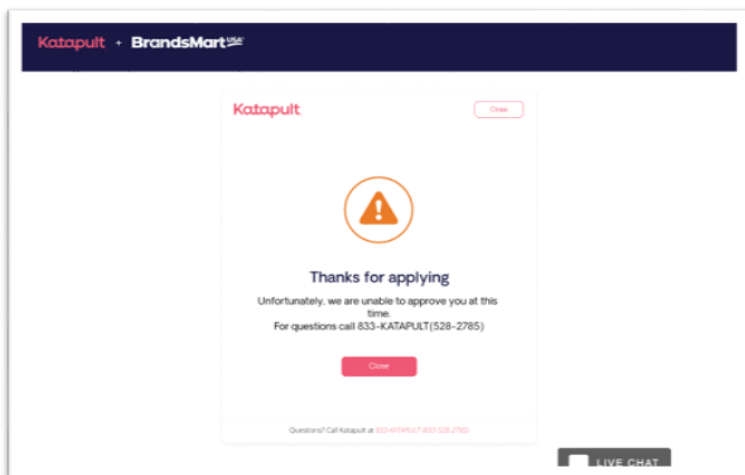 Katapult + BrandsMart USA
Katapult
Close
Thanks for applying
Unfortunately, we are unable to approve you at this
time.
For questions call 833-KATAPULT(528-2785)
Close
Questions? Call Katapult at 833-KATAPULT (833-528-2785)
LIVE CHAT